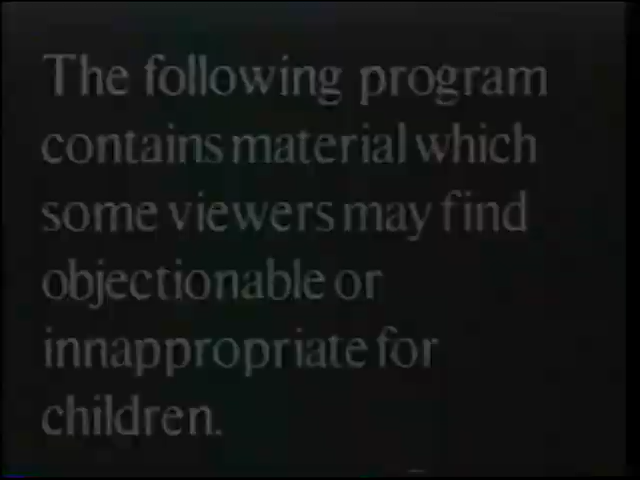 The following program
contains material which
some viewers may find
objectionable or
innappropriate for
children.